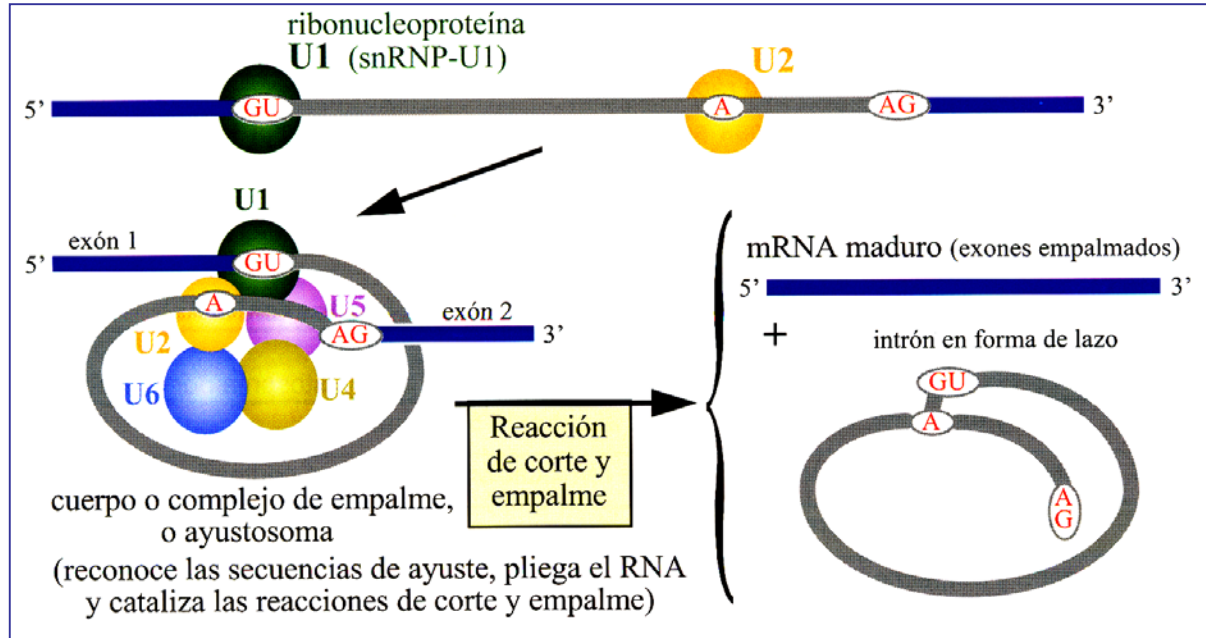 ribonucleoproteína
U1 (snRNP-U1)
U2
5’ GU A AG 3’
U1
exón 1
5’ GU
A
U5
exón 2
AG 3’
U2
U6
U4
Reacción
de corte y
empalme
cuerpo o complejo de empalme,
o ayustosoma
(reconoce las secuencias de ayuste, pliega el RNA
y cataliza las reacciones de corte y empalme)
mRNA maduro (exones empalmados)
5’ 3’
+
intrón en forma de lazo
GU
A
A
G